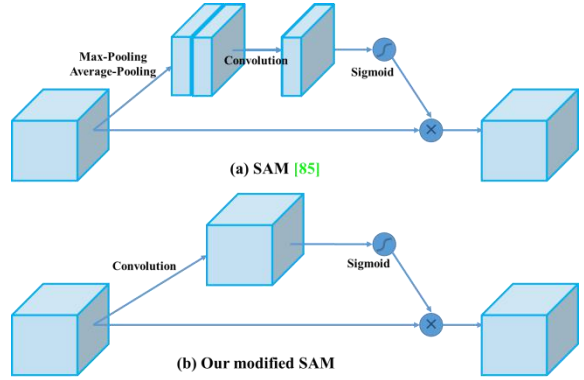 Max-Pooling
Average-Pooling
Convolution
Sigmoid
(a) SAM [85]
Convolution
Sigmoid
(b) Our modified SAM